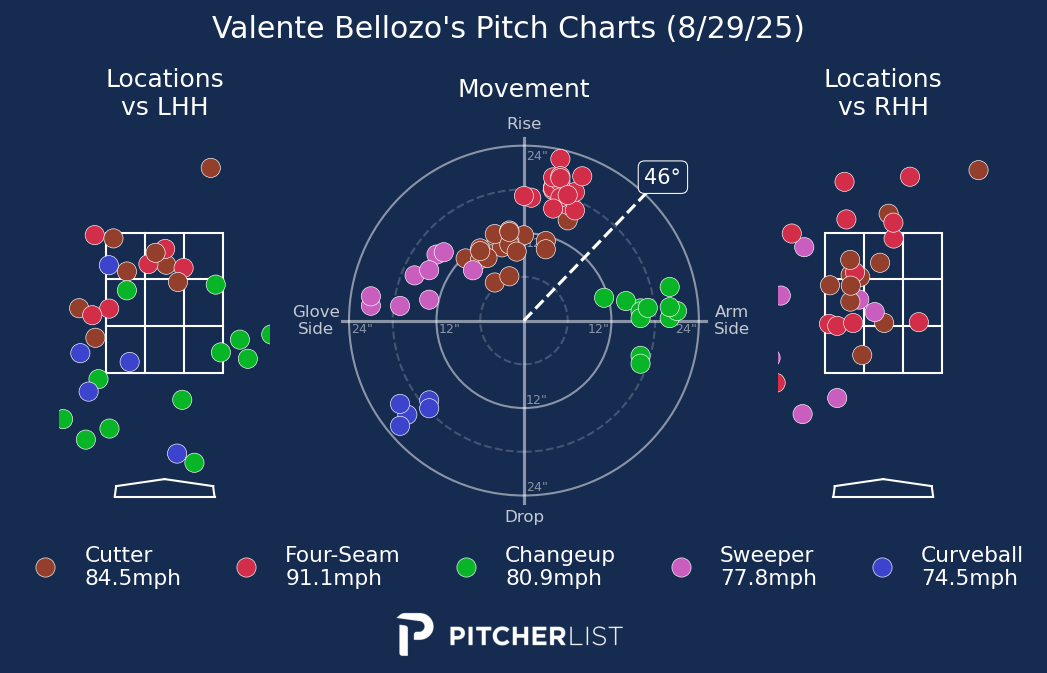 Valente Bellozo's Pitch Charts (8/29/25)
Locations
vs LHH
Movement
Locations
vs RHH
Rise
24"
46°
12"
Glove
Side
24"
12"
12"
24"
Arm
Side
12"
24"
Drop
Cutter
84.5mph
Four-Seam
91.1mph
Changeup
80.9mph
Sweeper
77.8mph
Curveball
74.5mph
PITCHERLIST